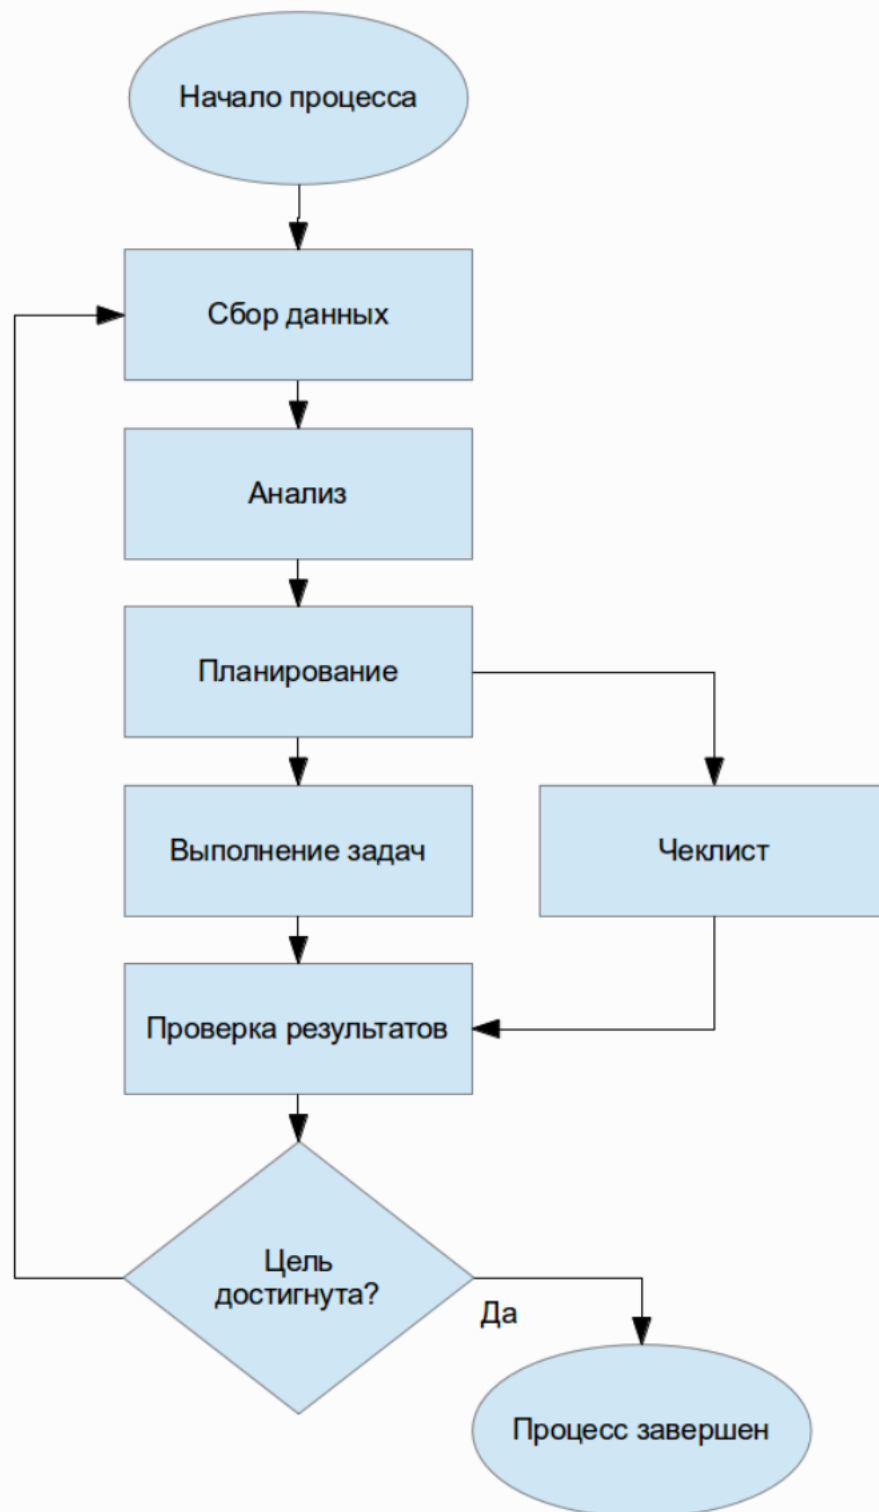 Начало процесса
Сбор данных
Анализ
Планирование
Выполнение задач
Чеклист
Проверка результатов
Цель
достигнута?
Да
Процесс завершен